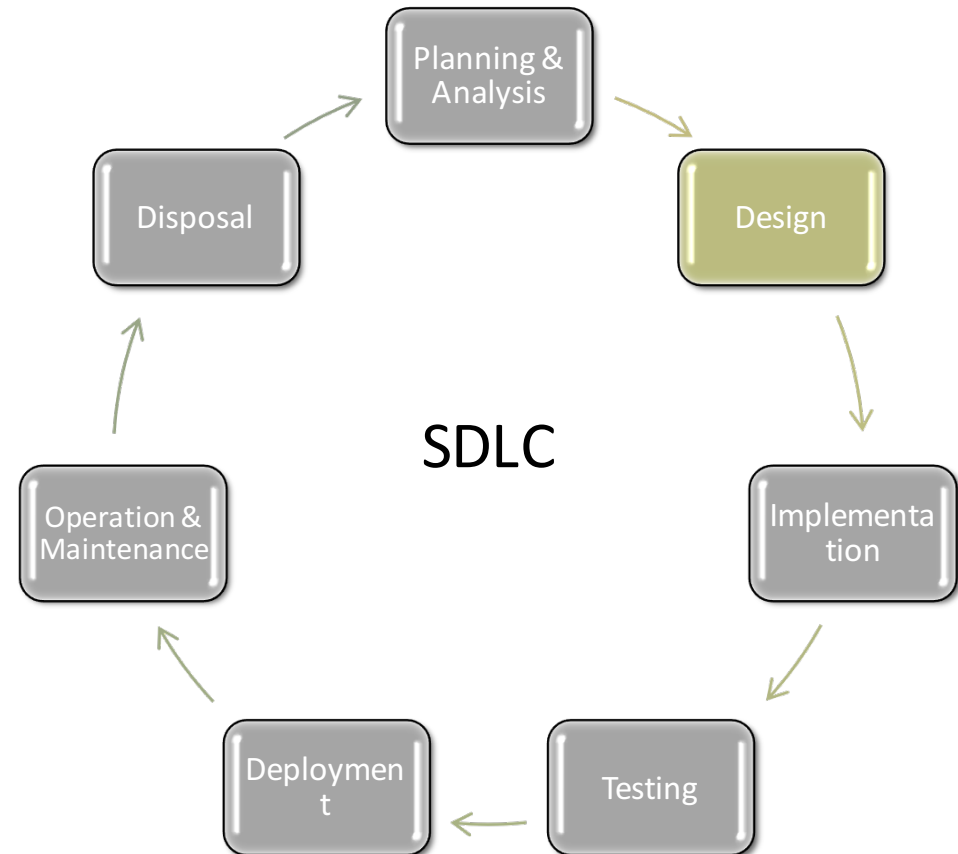 Planning &
Analysis
Disposal
Design
SDLC
Operation &
Maintenance
Implementa
tion
Deploymen
t
Testing